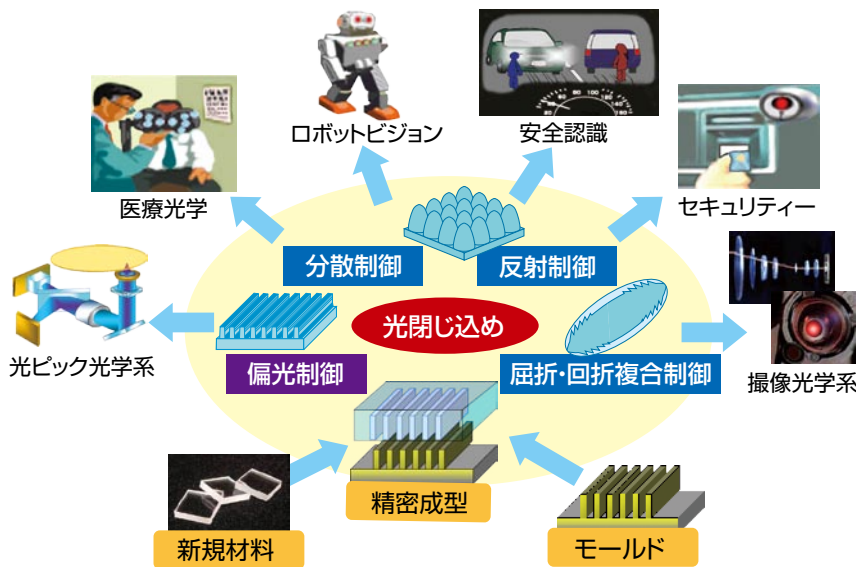 ロボットビジョン
安全認識
医療光学
セキュリティー
分散制御
反射制御
光閉じ込め
光ピック光学系
偏光制御
屈折・回折複合制御
撮像光学系
精密成型
新規材料
モールド